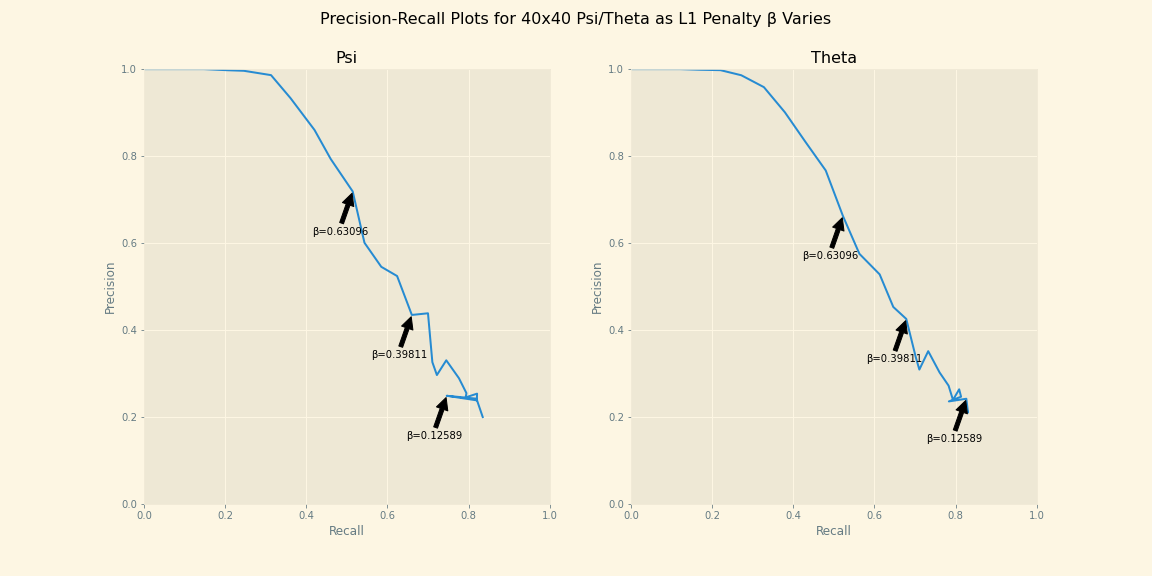 Precision-Recall Plots for 40x40 Psi/Theta as L1 Penalty β Varies
Psi
1.0
0.8
0.6
0.4
0.2
0.0
Precision
β=0.63096
β=0.39811
β=0.12589
0.0 0.2 0.4 0.6 0.8 1.0
Recall
Theta
1.0
0.8
0.6
0.4
0.2
0.0
Precision
β=0.63096
β=0.39811
β=0.12589
0.0 0.2 0.4 0.6 0.8 1.0
Recall